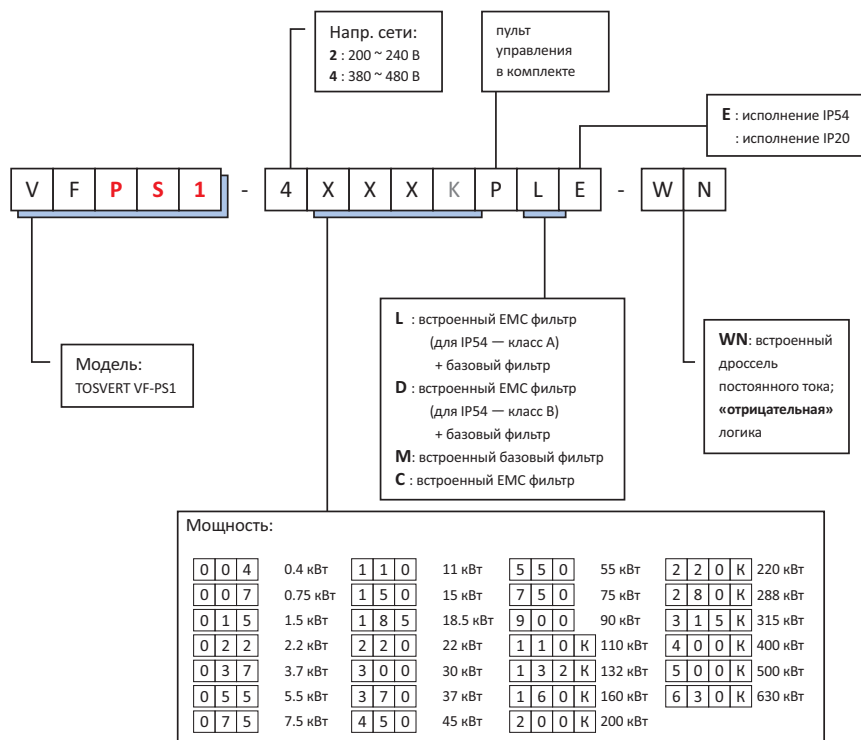 Напр. сети:
2 : 200 ~ 240 В
4 : 380 ~ 480 В
пульт
управления
в комплекте
E : исполнение IP54
: исполнение IP20
V F P S 1 - 4 X X X K P L E - W N
Модель:
TOSVERT VF-PS1
L : встроенный EMC фильтр
(для IP54 — класс A)
+ базовый фильтр
D : встроенный EMC фильтр
(для IP54 — класс B)
+ базовый фильтр
M: встроенный базовый фильтр
C : встроенный EMC фильтр
WN: встроенный
дроссель
постоянного тока;
«отрицательная»
логика
Мощность:
0 0 4 0.4 кВт 1 1 0 11 кВт 5 5 0 55 кВт 2 2 0 K 220 кВт
0 0 7 0.75 кВт 1 5 0 15 кВт 7 5 0 75 кВт 2 8 0 K 288 кВт
0 1 5 1.5 кВт 1 8 5 18.5 кВт 9 0 0 90 кВт 3 1 5 K 315 кВт
0 2 2 2.2 кВт 2 2 0 22 кВт 1 1 0 K 110 кВт 4 0 0 K 400 кВт
0 3 7 3.7 кВт 3 0 0 30 кВт 1 3 2 K 132 кВт 5 0 0 K 500 кВт
0 5 5 5.5 кВт 3 7 0 37 кВт 1 6 0 K 160 кВт 6 3 0 K 630 кВт
0 7 5 7.5 кВт 4 5 0 45 кВт 2 0 0 K 200 кВт